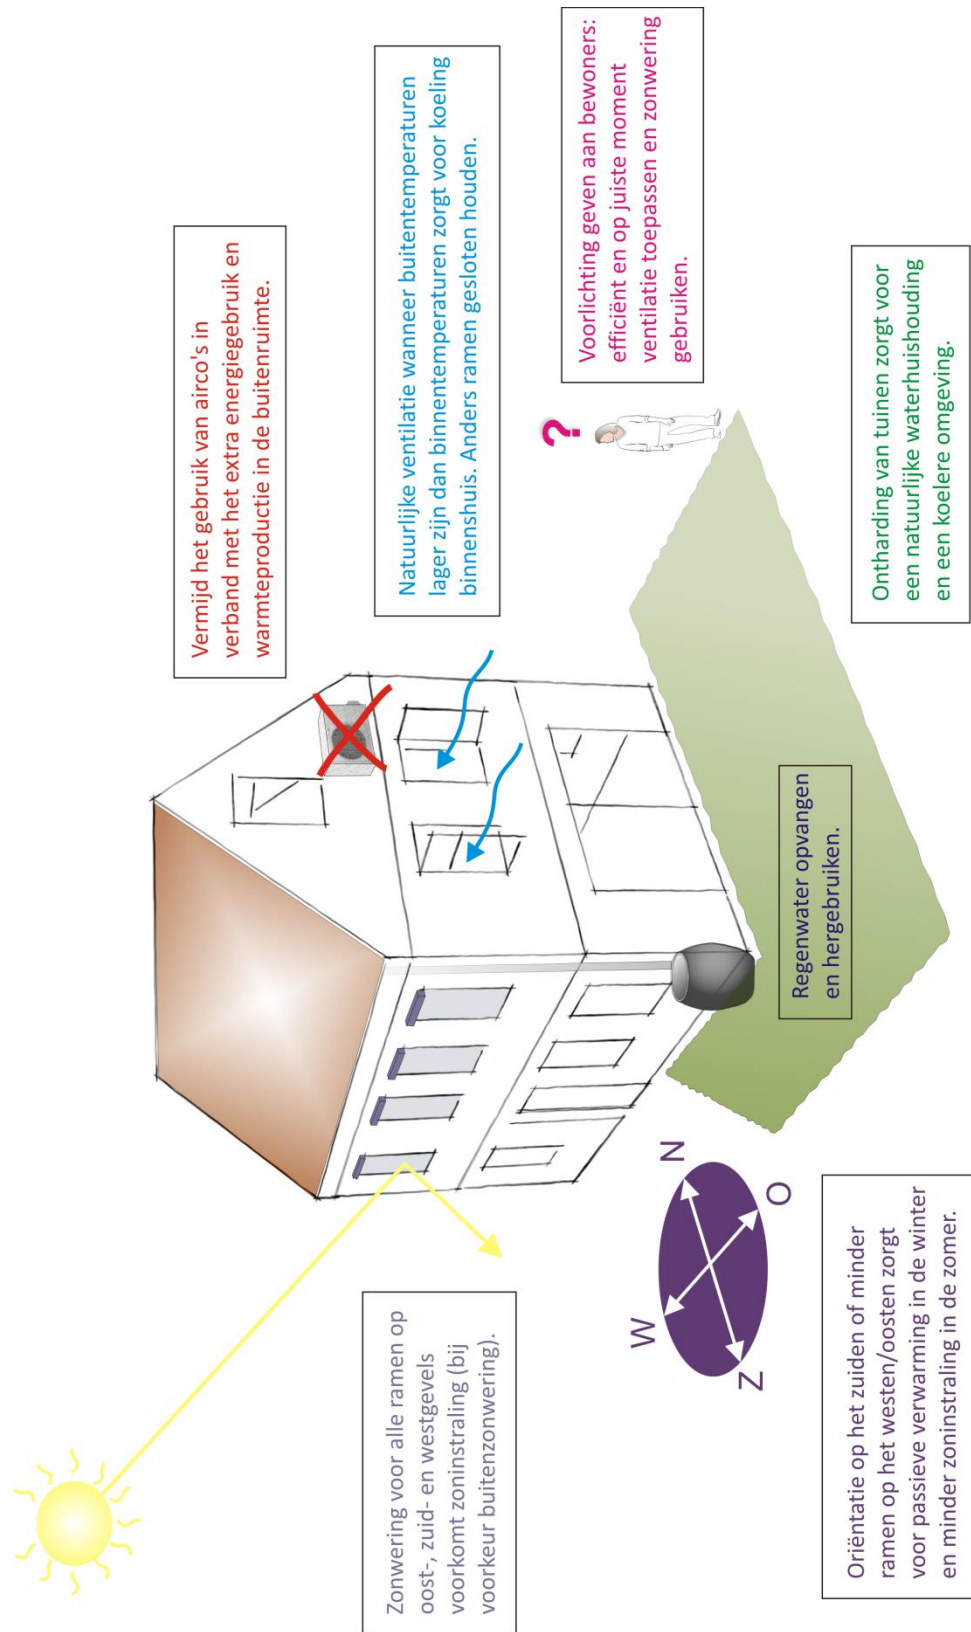 Vermijd het gebruik van airco's in
verband met het extra energiegebruik en
warmteproductie in de buitenruimte.
Natuurlijke ventilatie wanneer buitentemperaturen
lager zijn dan binnentemperaturen zorgt voor koeling
binnenshuis. Anders ramen gesloten houden.
Zonwering voor alle ramen op
oost-, zuid- en westgevels
voorkomt zoninstraling (bij
voorkeur buitenzonwering).
?
Voorlichting geven aan bewoners:
efficiënt en op juiste moment
ventilatie toepassen en zonwering
gebruiken.
W
N
Z
O
Regenwater opvangen
en hergebruiken.
Oriëntatie op het zuiden of minder
ramen op het westen/oosten zorgt
voor passieve verwarming in de winter
en minder zoninstraling in de zomer.
Ontharding van tuinen zorgt voor
een natuurlijke waterhuishouding
en een koelere omgeving.